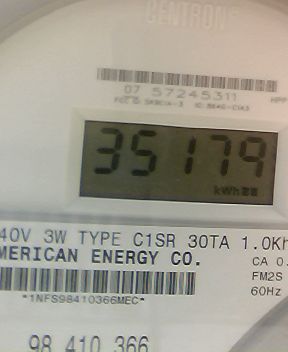 CENTRON
07 57245311
35179
kWh
40V 3W TYPE C1SR 30TA 1.0Kh
MERICAN ENERGY CO.
CA 0.
FM2S
60Hz
*1NFS98410366MEC*
98 410 366